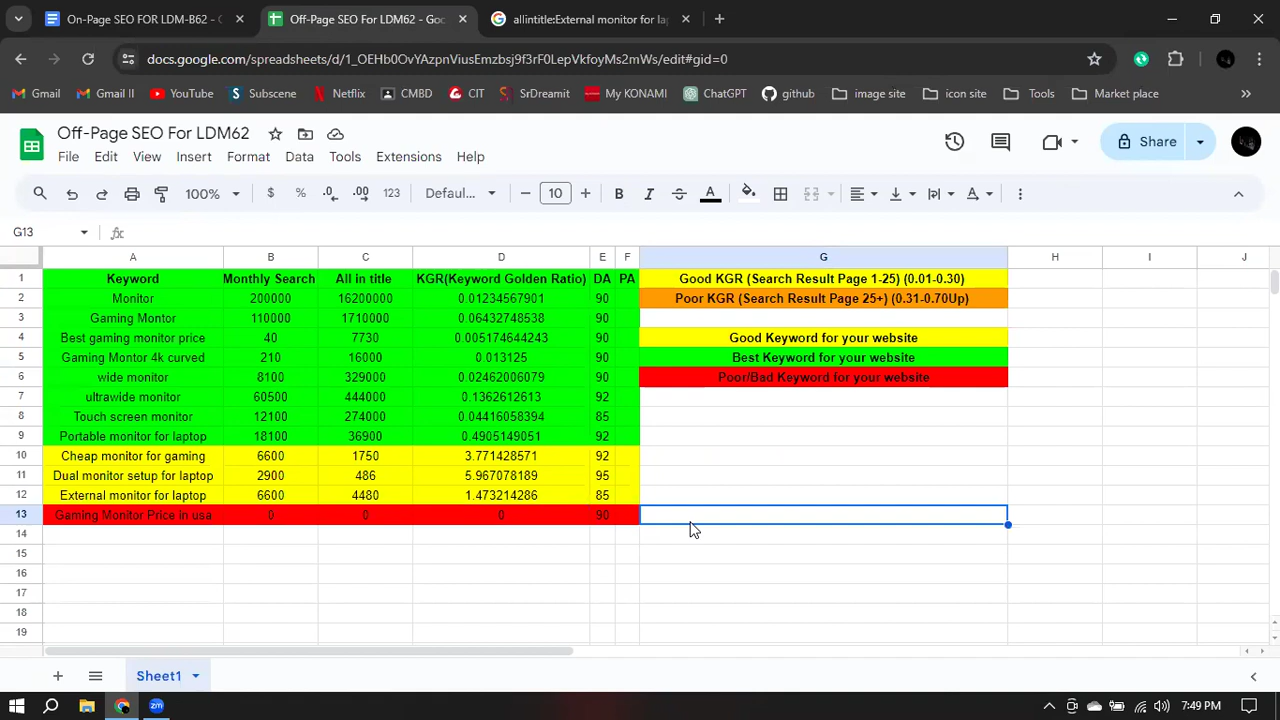 On-Page SEO For LDM-B62 -
Off-Page SEO For LDM62 - Goo
allintitle:External monitor for la
docs.google.com/spreadsheets/d/1_OEHb0OvYAzpnViusEmzbsj9f3rF0LepVkfoyMs2mWs/edit#gid=0
Gmail Gmail II YouTube Subscene Netflix CMBD CIT SrDreamit My KONAMI ChatGPT github image site icon site Tools Market place
Off-Page SEO For LDM62
File Edit View Insert Format Data Tools Extensions Help
Share
100% $ % .0 .00 123 Defaul... 10 B I A
G13
A B C D E F G H I J
1 Keyword Monthly Search All in title KGR(Keyword Golden Ratio) DA PA Good KGR (Search Result Page 1-25) (0.01-0.30)
2 Monitor 200000 16200000 0.01234567901 90 Poor KGR (Search Result Page 25+) (0.31-0.70Up)
3 Gaming Montor 110000 1710000 0.06432748538 90
4 Best gaming monitor price 40 7730 0.005174644243 90 Good Keyword for your website
5 Gaming Montor 4k curved 210 16000 0.013125 90 Best Keyword for your website
6 wide monitor 8100 329000 0.02462006079 90 Poor/Bad Keyword for your website
7 ultrawide monitor 60500 444000 0.1362612613 92
8 Touch screen monitor 12100 274000 0.04416058394 85
9 Portable monitor for laptop 18100 36900 0.4905149051 92
10 Cheap monitor for gaming 6600 1750 3.771428571 92
11 Dual monitor setup for laptop 2900 486 5.967078189 95
12 External monitor for laptop 6600 4480 1.473214286 85
13 Gaming Monitor Price in usa 0 0 0 90
14
15
16
17
18
19
Sheet1
7:49 PM